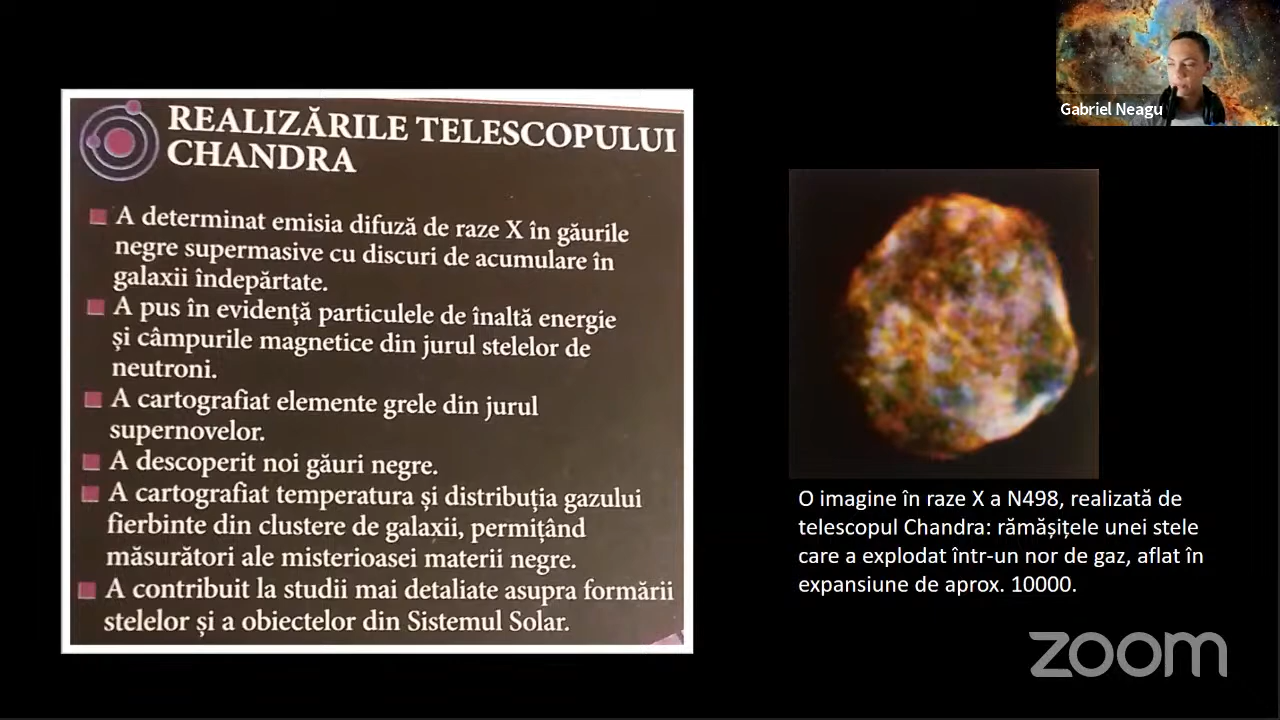 Gabriel Neagu
REALIZĂRILE TELESCOPULUI
CHANDRA
A determinat emisia difuză de raze X în găurile
negre supermasive cu discuri de acumulare în
galaxii îndepărtate.
A pus în evidență particulele de înaltă energie
și câmpurile magnetice din jurul stelelor de
neutroni.
A cartografiat elemente grele din jurul
supernovelor.
A descoperit noi găuri negre.
A cartografiat temperatura și distribuția gazului
fierbinte din clustere de galaxii, permițând
măsurători ale misterioasei materii negre.
A contribuit la studii mai detaliate asupra formării
stelelor și a obiectelor din Sistemul Solar.
O imagine în raze X a N498, realizată de
telescopul Chandra: rămășițele unei stele
care a explodat într-un nor de gaz, aflat în
expansiune de aprox. 10000.
zoom